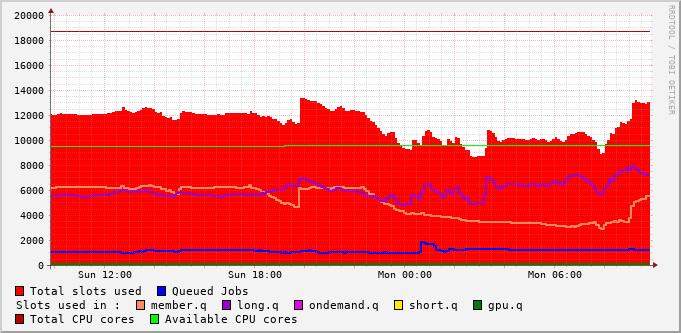 20000
18000
16000
14000
12000
10000
8000
6000
4000
2000
0
Sun 12:00 Sun 18:00 Mon 00:00 Mon 06:00
RRDTOOL / TOBI OETIKER
Total slots used Queued Jobs
Slots used in : member.q long.q ondemand.q short.q gpu.q
Total CPU cores Available CPU cores